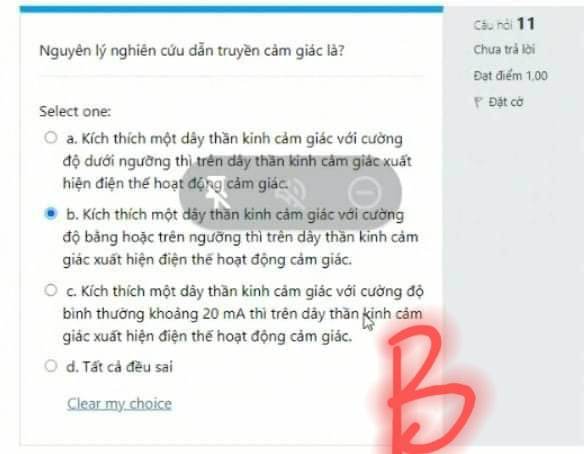 Câu hỏi 11
Chưa trả lời
Đạt điểm 1,00
Đặt cờ
Nguyên lý nghiên cứu dẫn truyền cảm giác là?
Select one:
a. Kích thích một dây thần kinh cảm giác với cường
độ dưới ngưỡng thì trên dây thần kinh cảm giác xuất
hiện điện thế hoạt động cảm giác.
b. Kích thích một dây thần kinh cảm giác với cường
độ bằng hoặc trên ngưỡng thì trên dây thần kinh cảm
giác xuất hiện điện thế hoạt động cảm giác.
c. Kích thích một dây thần kinh cảm giác với cường độ
bình thường khoảng 20 mA thì trên dây thần kinh cảm
giác xuất hiện điện thế hoạt động cảm giác.
d. Tất cả đều sai
Clear my choice
B